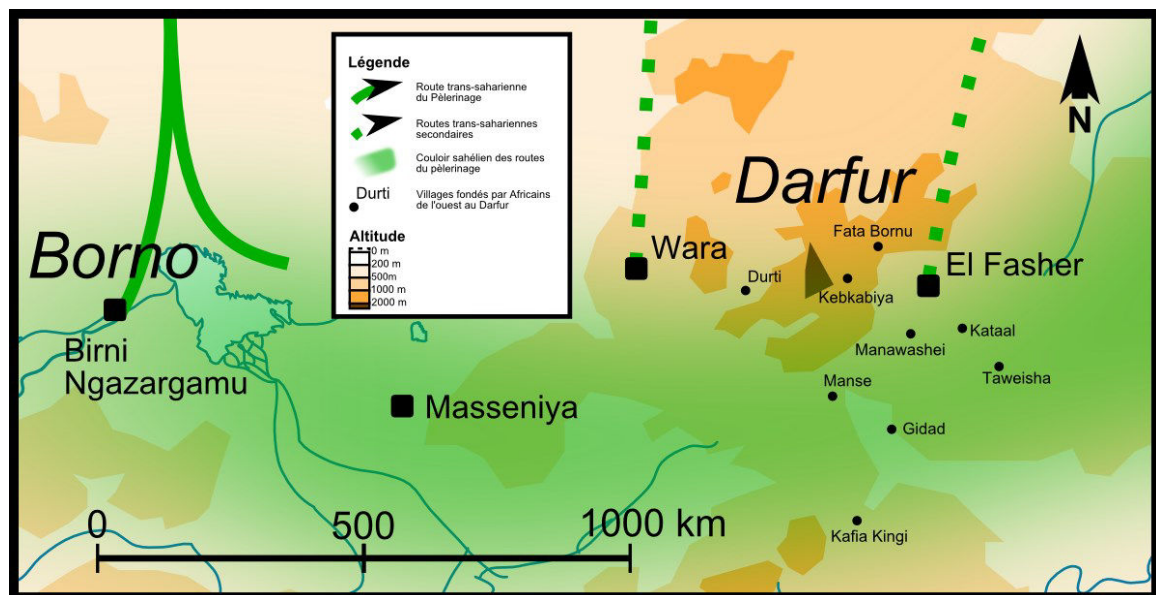 Légende
Route trans-saharienne
du Pèlerinage
Routes trans-sahariennes
secondaires
Couloir sahélien des routes
du pèlerinage
Durti
Villages fondés par Africains
de l'ouest au Darfur
Altitude
0 m
200 m
500m
1000 m
2000 m
N
Darfur
Borno
Fata Bornu
Wara
El Fasher
Durti
Kebkabiya
Birni
Ngazargamu
Kataal
Manawashei
Taweisha
Manse
Masseniya
Gidad
0
500
1000 km
Kafia Kingi